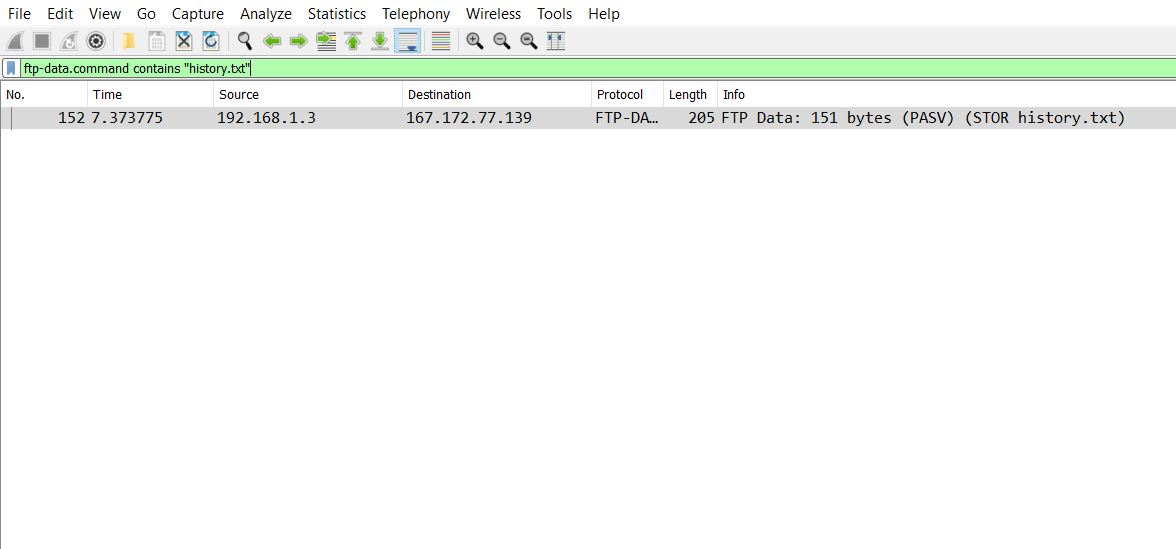 File Edit View Go Capture Analyze Statistics Telephony Wireless Tools Help
ftp-data.command contains "history.txt"
No. Time Source Destination Protocol Length Info
152 7.373775 192.168.1.3 167.172.77.139 FTP-DA… 205 FTP Data: 151 bytes (PASV) (STOR history.txt)